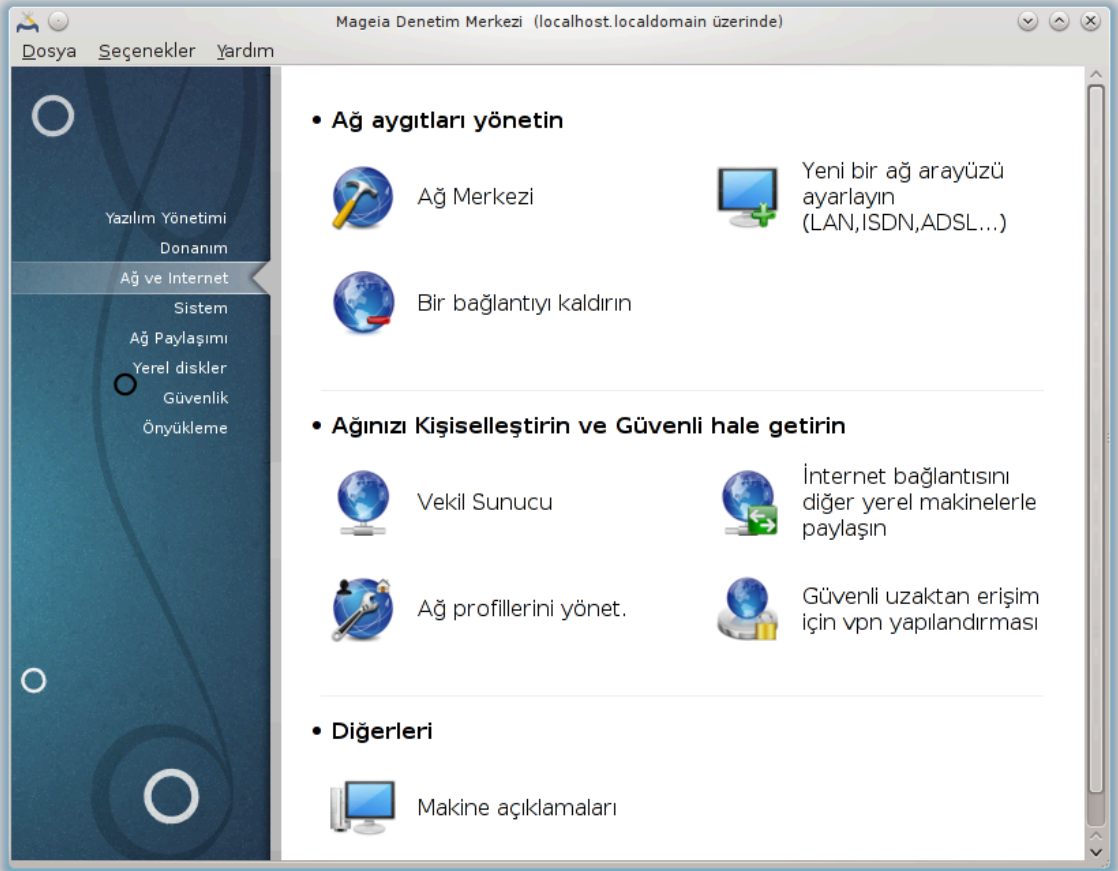 Mageia Denetim Merkezi (localhost.localdomain üzerinde)
Dosya Seçenekler Yardım
Yazılım Yönetimi
Donanım
Ağ ve Internet
Sistem
Ağ Paylaşımı
Yerel diskler
Güvenlik
Önyükleme
• Ağ aygıtları yönetin
Ağ Merkezi
Yeni bir ağ arayüzü
ayarlayın
(LAN,ISDN,ADSL...)
Bir bağlantıyı kaldırın
• Ağınızı Kişiselleştirin ve Güvenli hale getirin
Vekil Sunucu
İnternet bağlantısını
diğer yerel makinelerle
paylaşın
Ağ profillerini yönet.
Güvenli uzaktan erişim
için vpn yapılandırması
• Diğerleri
Makine açıklamaları